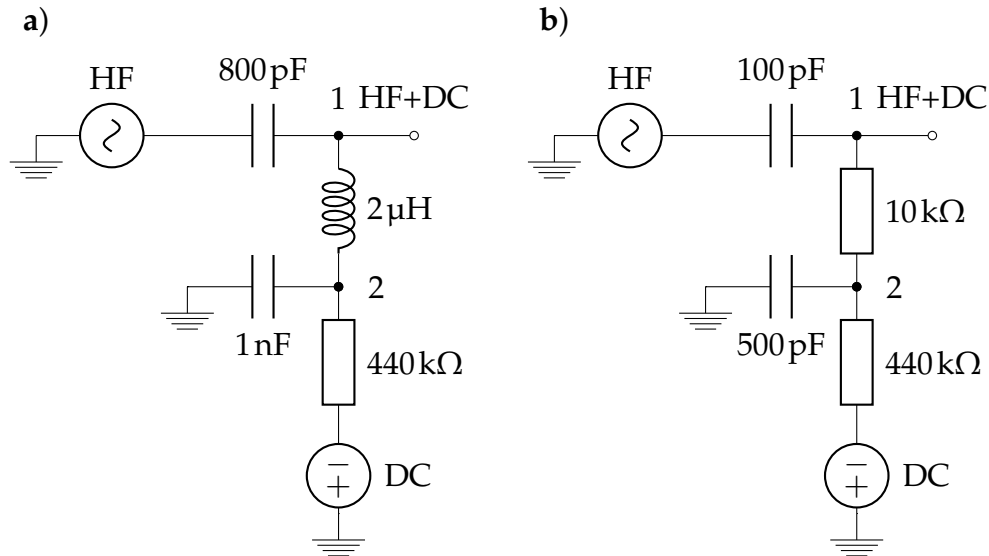 a)
HF
800 pF
1 HF+DC
2 µH
2
1 nF
440 kΩ
−
+
DC
b)
HF
100 pF
1 HF+DC
10 kΩ
2
500 pF
440 kΩ
−
+
DC